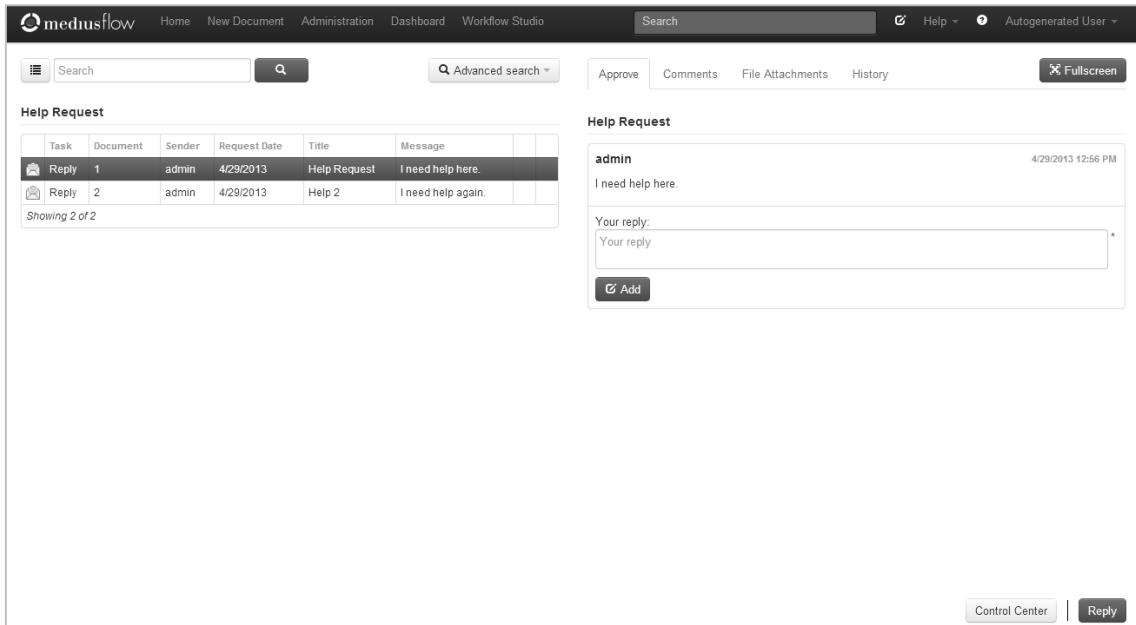 mediusflow Home New Document Administration Dashboard Workflow Studio Search Help Autogenerated User
Search Advanced search
Help Request
Task Document Sender Request Date Title Message
Reply 1 admin 4/29/2013 Help Request I need help here.
Reply 2 admin 4/29/2013 Help 2 I need help again.
Showing 2 of 2
Approve Comments File Attachments History Fullscreen
Help Request
admin 4/29/2013 12:56 PM
I need help here.
Your reply:
Your reply *
Add
Control Center Reply